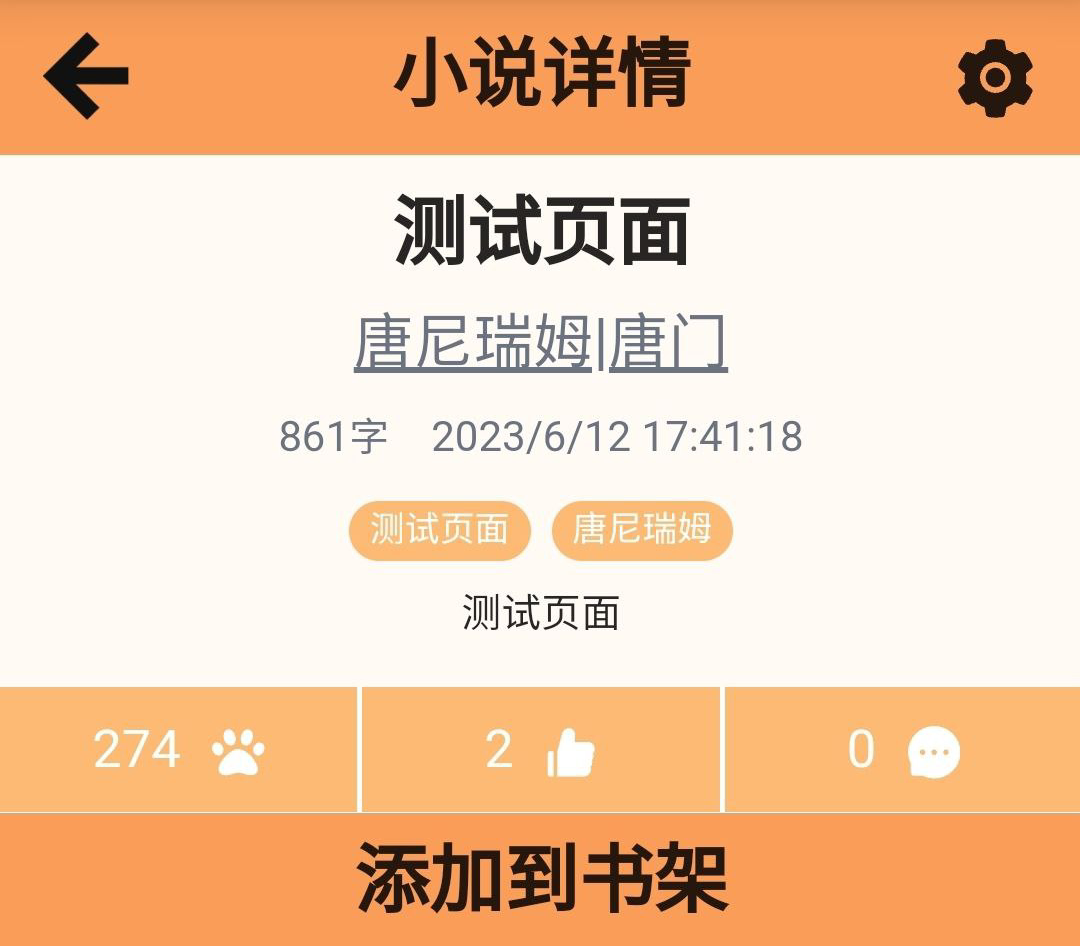 小说详情
测试页面
唐尼瑞姆|唐门
861字 2023/6/12 17:41:18
测试页面 唐尼瑞姆
测试页面
274 2 0
添加到书架